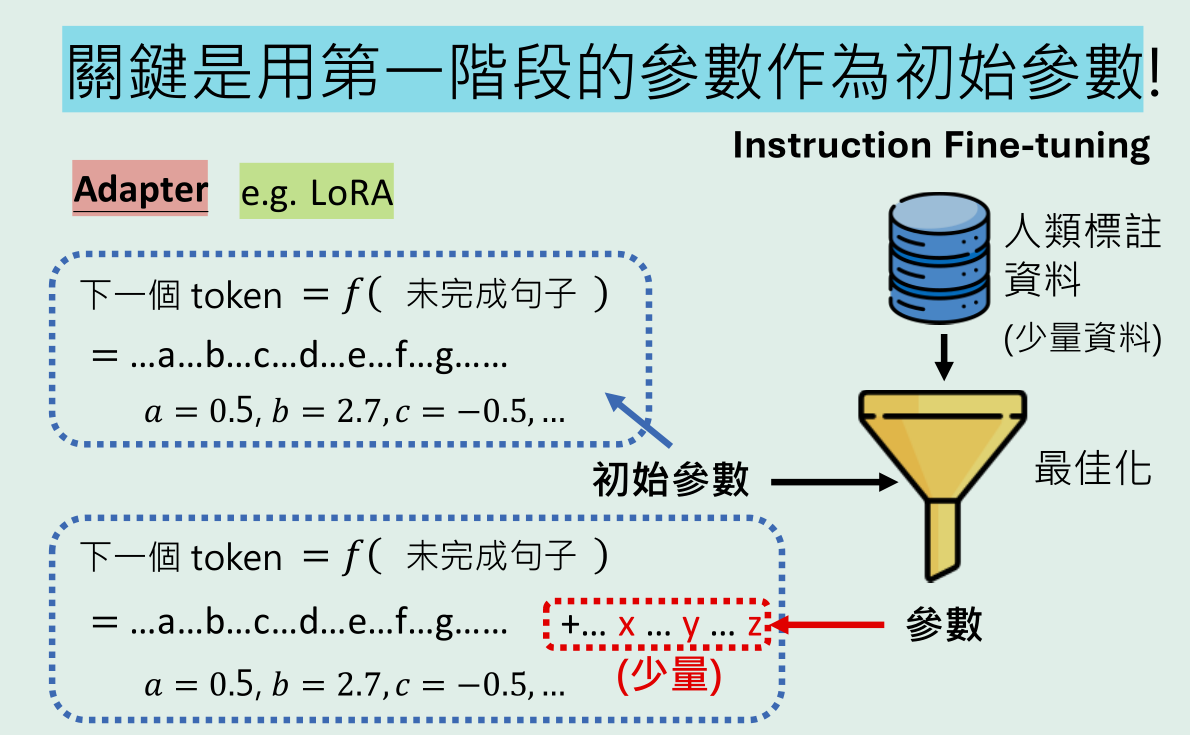 關鍵是用第一階段的參數作為初始參數!
Instruction Fine-tuning
Adapter e.g. LoRA
人類標註
資料
(少量資料)
下一個 token = f( 未完成句子 )
= …a…b…c…d…e…f…g……
a = 0.5, b = 2.7, c = −0.5, …
初始參數
最佳化
下一個 token = f( 未完成句子 )
= …a…b…c…d…e…f…g…… +… x … y … z
(少量)
參數
a = 0.5, b = 2.7, c = −0.5, …